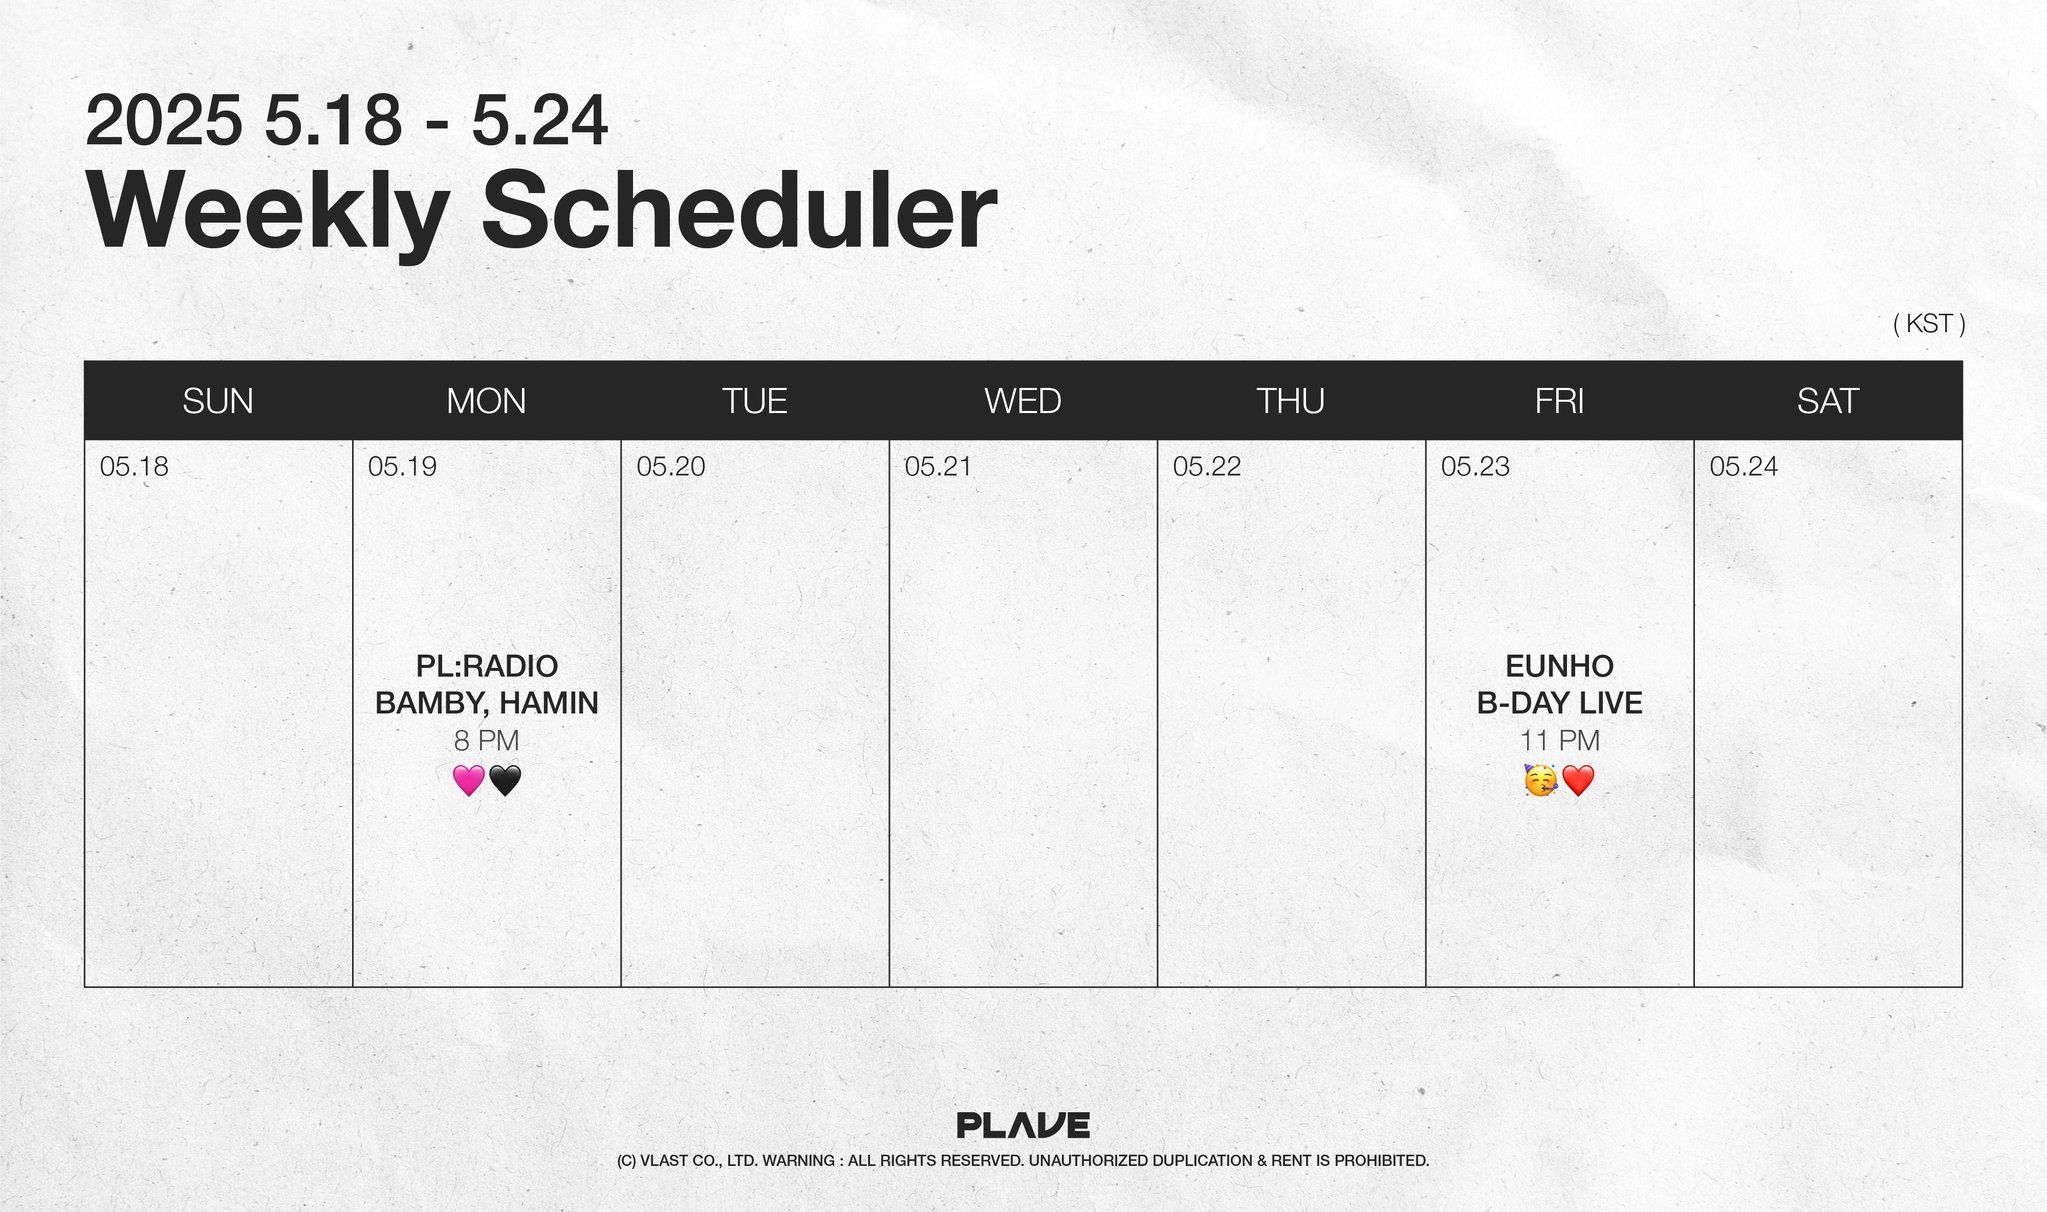 2025 5.18 - 5.24
Weekly Scheduler
( KST )
SUN MON TUE WED THU FRI SAT
05.18 05.19 05.20 05.21 05.22 05.23 05.24
PL:RADIO
BAMBY, HAMIN
8 PM
🩷🖤
EUNHO
B-DAY LIVE
11 PM
🥳❤️
PLAVE
(C) VLAST CO., LTD. WARNING : ALL RIGHTS RESERVED. UNAUTHORIZED DUPLICATION & RENT IS PROHIBITED.